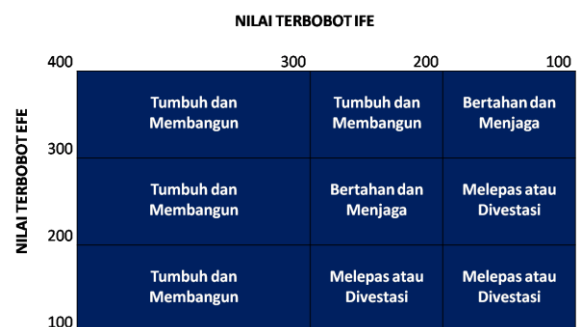 NILAI TERBOBOT IFE
400 300 200 100
NILAI TERBOBOT EFE
Tumbuh dan
Membangun
Tumbuh dan
Membangun
Bertahan dan
Menjaga
300
Tumbuh dan
Membangun
Bertahan dan
Menjaga
Melepas atau
Divestasi
200
Tumbuh dan
Membangun
Melepas atau
Divestasi
Melepas atau
Divestasi
100